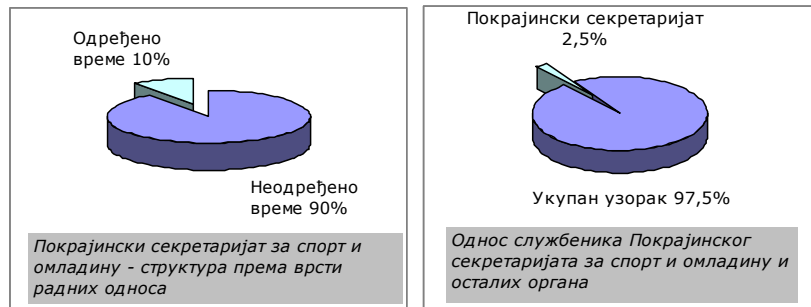 Одређено
време 10%
Неодређено
време 90%
Покрајински секретаријат за спорт и
омладину - структура према врсти
радних односа
Покрајински секретаријат
2,5%
Укупан узорак 97,5%
Однос службеника Покрајинског
секретаријата за спорт и омладину и
осталих органа